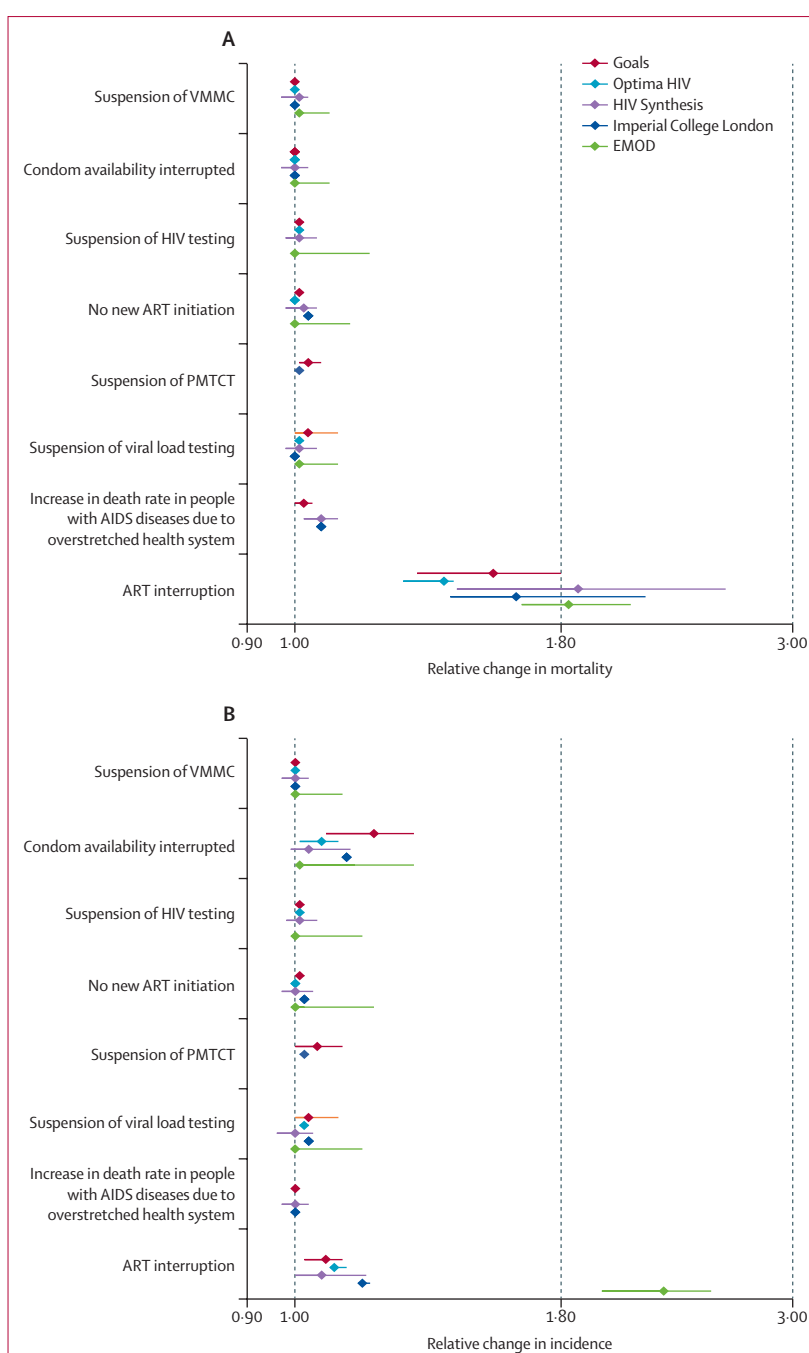 A
Goals
Optima HIV
HIV Synthesis
Imperial College London
EMOD
Suspension of VMMC
Condom availability interrupted
Suspension of HIV testing
No new ART initiation
Suspension of PMTCT
Suspension of viral load testing
Increase in death rate in people
with AIDS diseases due to
overstretched health system
ART interruption
0·90
1·00
1·80
3·00
Relative change in mortality
B
Suspension of VMMC
Condom availability interrupted
Suspension of HIV testing
No new ART initiation
Suspension of PMTCT
Suspension of viral load testing
Increase in death rate in people
with AIDS diseases due to
overstretched health system
ART interruption
0·90
1·00
1·80
3·00
Relative change in incidence